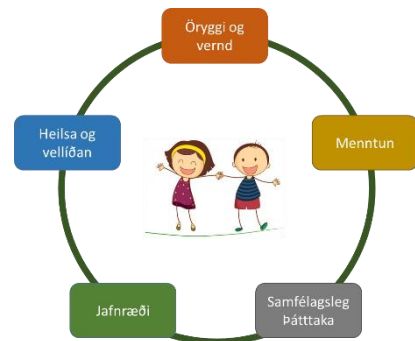 Öryggi og
vernd
Heilsa og
vellíðan
Menntun
Jafnræði
Samfélagsleg
Þátttaka